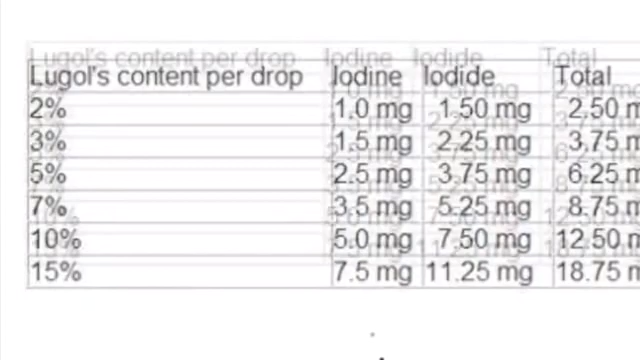 Lugol's content per drop Iodine Iodide Total
2% 1.0 mg 1.50 mg 2.50 m
3% 1.5 mg 2.25 mg 3.75 m
5% 2.5 mg 3.75 mg 6.25 m
7% 3.5 mg 5.25 mg 8.75 m
10% 5.0 mg 7.50 mg 12.50 m
15% 7.5 mg 11.25 mg 18.75 m